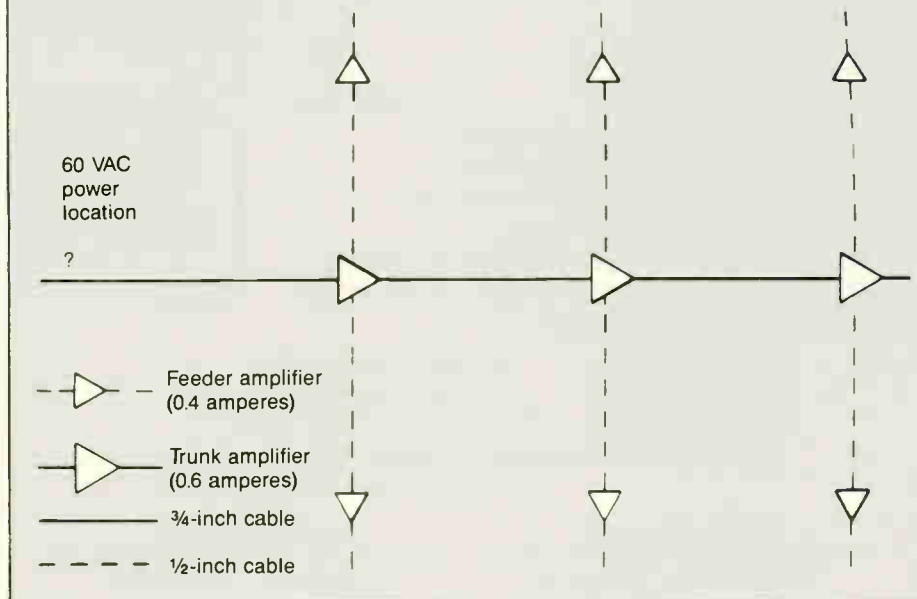 60 VAC
power
location
?
Feeder amplifier
(0.4 amperes)
Trunk amplifier
(0.6 amperes)
¾-inch cable
½-inch cable